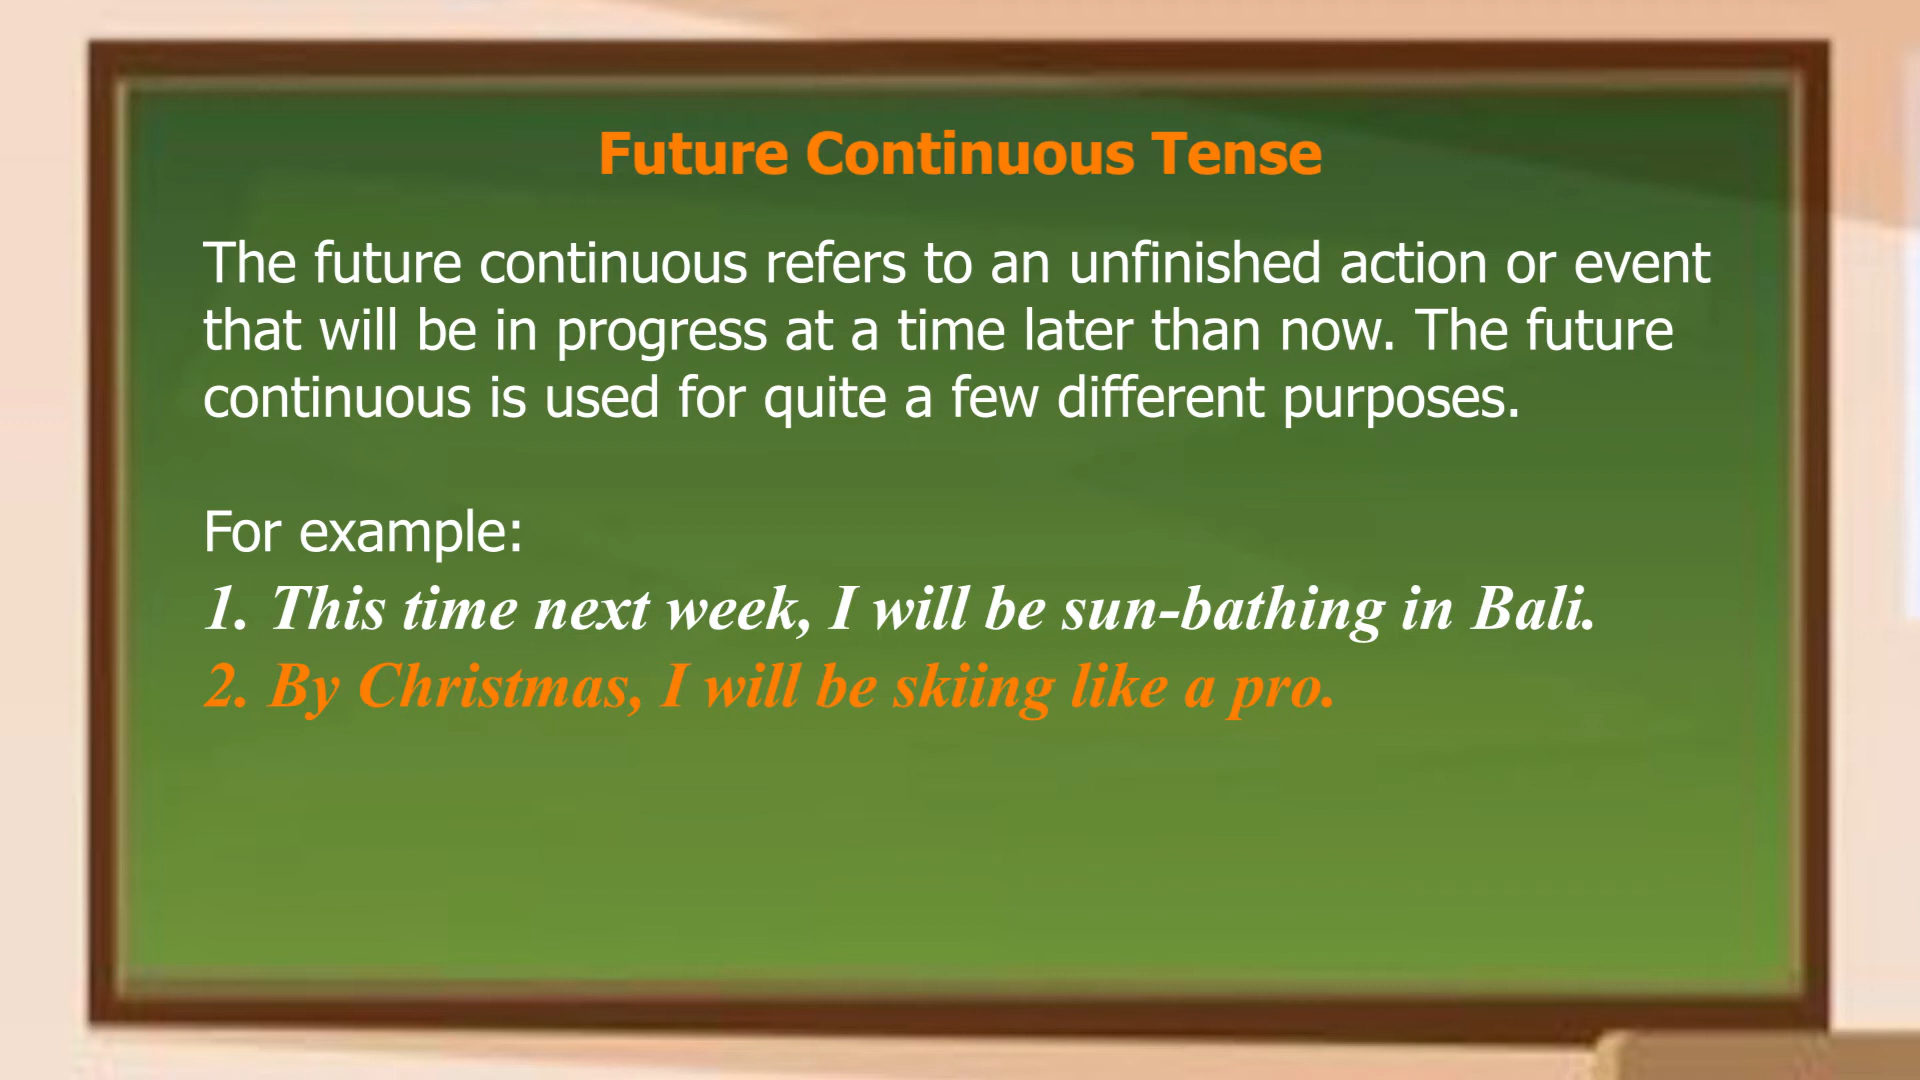 Future Continuous Tense
The future continuous refers to an unfinished action or event
that will be in progress at a time later than now. The future
continuous is used for quite a few different purposes.
For example:
1. This time next week, I will be sun-bathing in Bali.
2. By Christmas, I will be skiing like a pro.